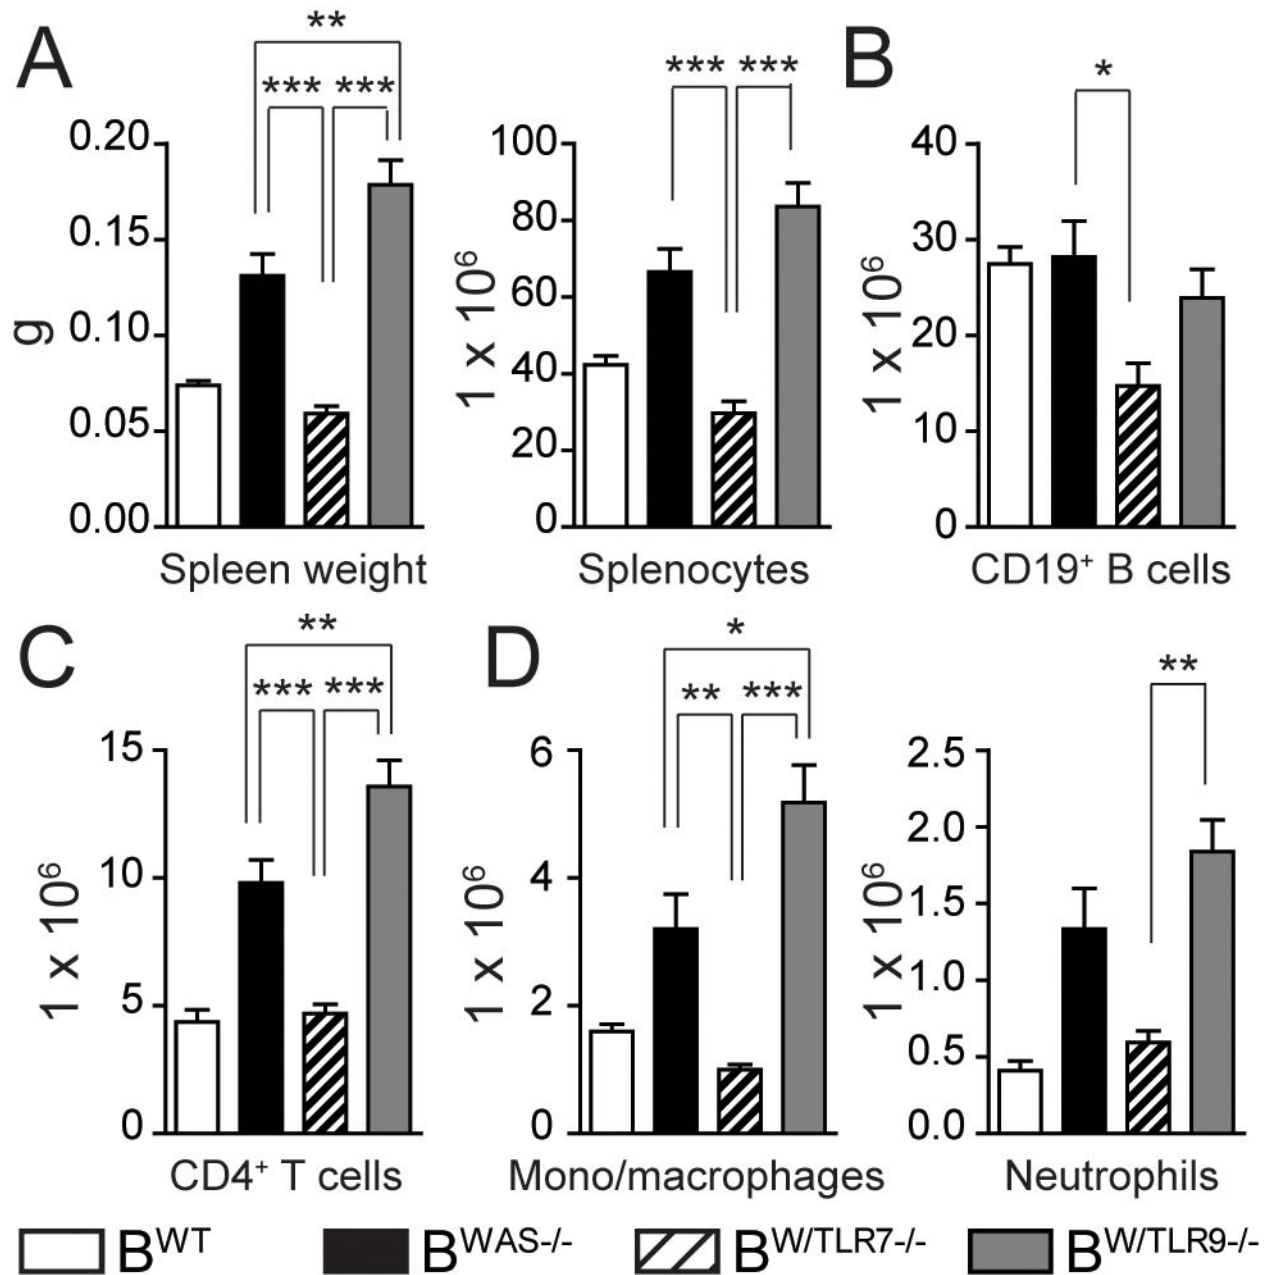 A
** 
*** ***
g
0.20
0.15
0.10
0.05
0.00
Spleen weight
*** ***
1 x 10⁶
100
80
60
40
20
0
Splenocytes
B
*
1 x 10⁶
40
30
20
10
0
CD19⁺ B cells
C
**
*** ***
1 x 10⁶
15
10
5
0
CD4⁺ T cells
D
*
** ***
1 x 10⁶
6
4
2
0
Mono/macrophages
**
1 x 10⁶
2.5
2.0
1.5
1.0
0.5
0.0
Neutrophils
B^WT B^WAS-/- B^W/TLR7-/- B^W/TLR9-/-